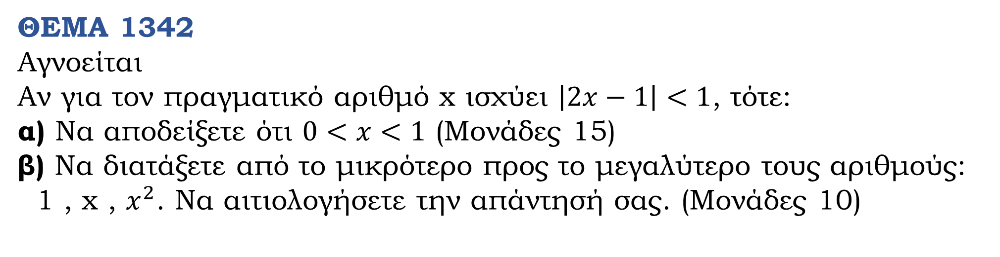 ΘΕΜΑ 1342
Αγνοείται
Αν για τον πραγματικό αριθμό x ισχύει |2x − 1| < 1, τότε:
α) Να αποδείξετε ότι 0 < x < 1 (Μονάδες 15)
β) Να διατάξετε από το μικρότερο προς το μεγαλύτερο τους αριθμούς:
1 , x , x². Να αιτιολογήσετε την απάντησή σας. (Μονάδες 10)